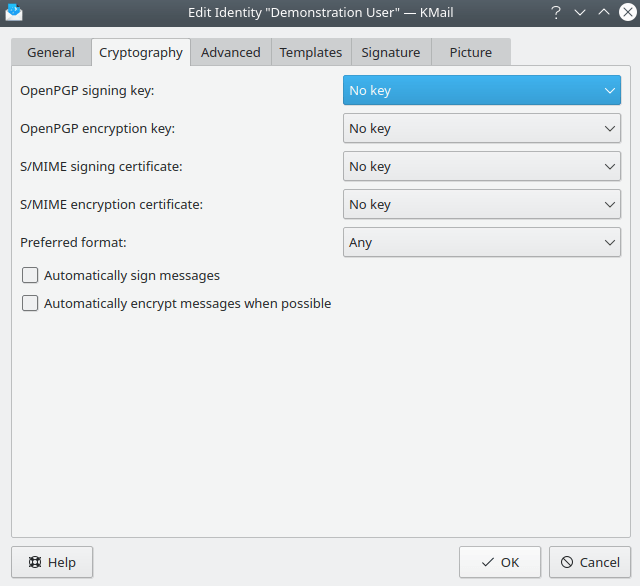 Edit Identity "Demonstration User" — KMail
General Cryptography Advanced Templates Signature Picture
OpenPGP signing key: No key
OpenPGP encryption key: No key
S/MIME signing certificate: No key
S/MIME encryption certificate: No key
Preferred format: Any
Automatically sign messages
Automatically encrypt messages when possible
Help OK Cancel